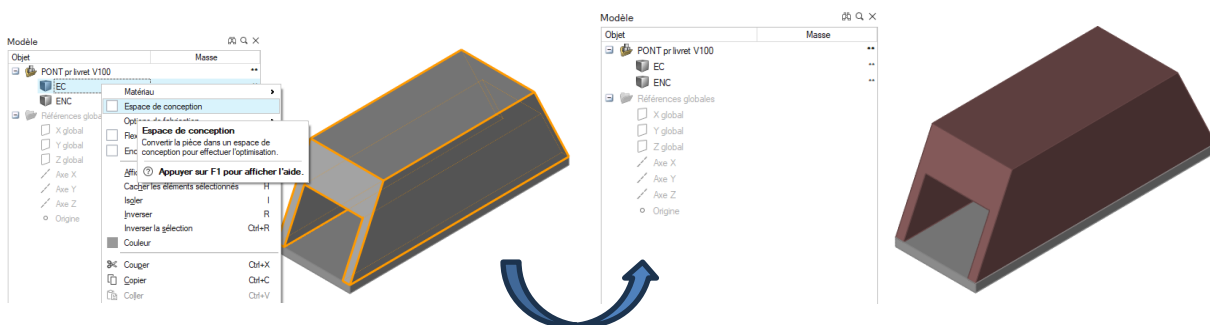 Modèle
Objet Masse
PONT pr livret V100 **
EC
ENC
Références globa
X global
Y global
Z global
Axe X
Axe Y
Axe Z
Origine
Matériau
Espace de conception
Espace de conception
Convertir la pièce dans un espace de
conception pour effectuer l'optimisation.
Appuyer sur F1 pour afficher l'aide.
Cacher les éléments sélectionnés H
Isoler I
Inverser R
Inverser la sélection Ctrl+R
Couleur
Couper Ctrl+X
Copier Ctrl+C
Coller Ctrl+V
Modèle
Objet Masse
PONT pr livret V100 **
EC **
ENC **
Références globales
X global
Y global
Z global
Axe X
Axe Y
Axe Z
Origine